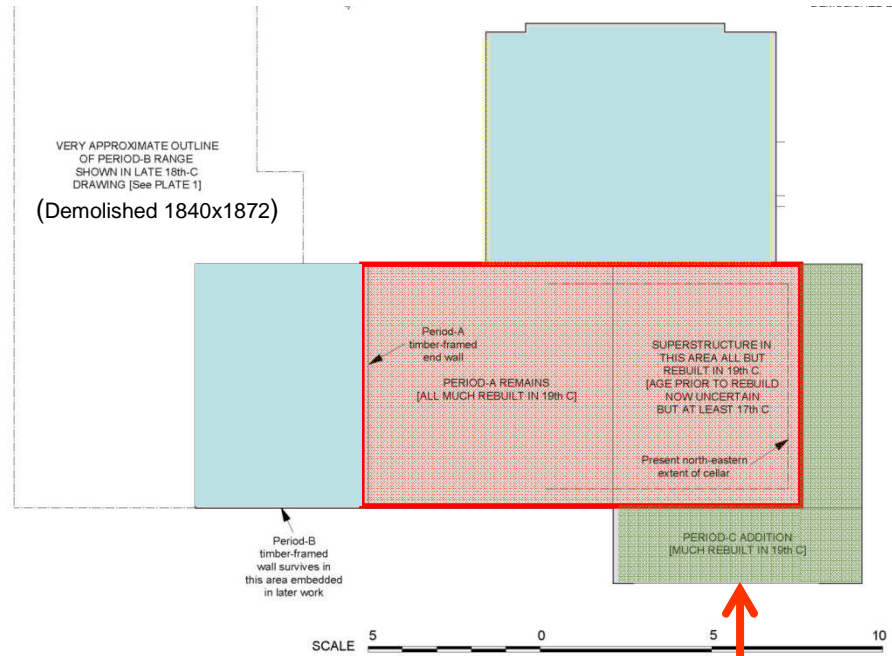 VERY APPROXIMATE OUTLINE
OF PERIOD-B RANGE
SHOWN IN LATE 18th-C
DRAWING [See PLATE 1]
(Demolished 1840x1872)
Period-A
timber-framed
end wall
PERIOD-A REMAINS
[ALL MUCH REBUILT IN 19th C]
SUPERSTRUCTURE IN
THIS AREA ALL BUT
REBUILT IN 19th C
[AGE PRIOR TO REBUILD
NOW UNCERTAIN
BUT AT LEAST 17th C
Present north-eastern
extent of cellar
PERIOD-C ADDITION
[MUCH REBUILT IN 19th C]
Period-B
timber-framed
wall survives in
this area embedded
in later work
SCALE 5 0 5 10